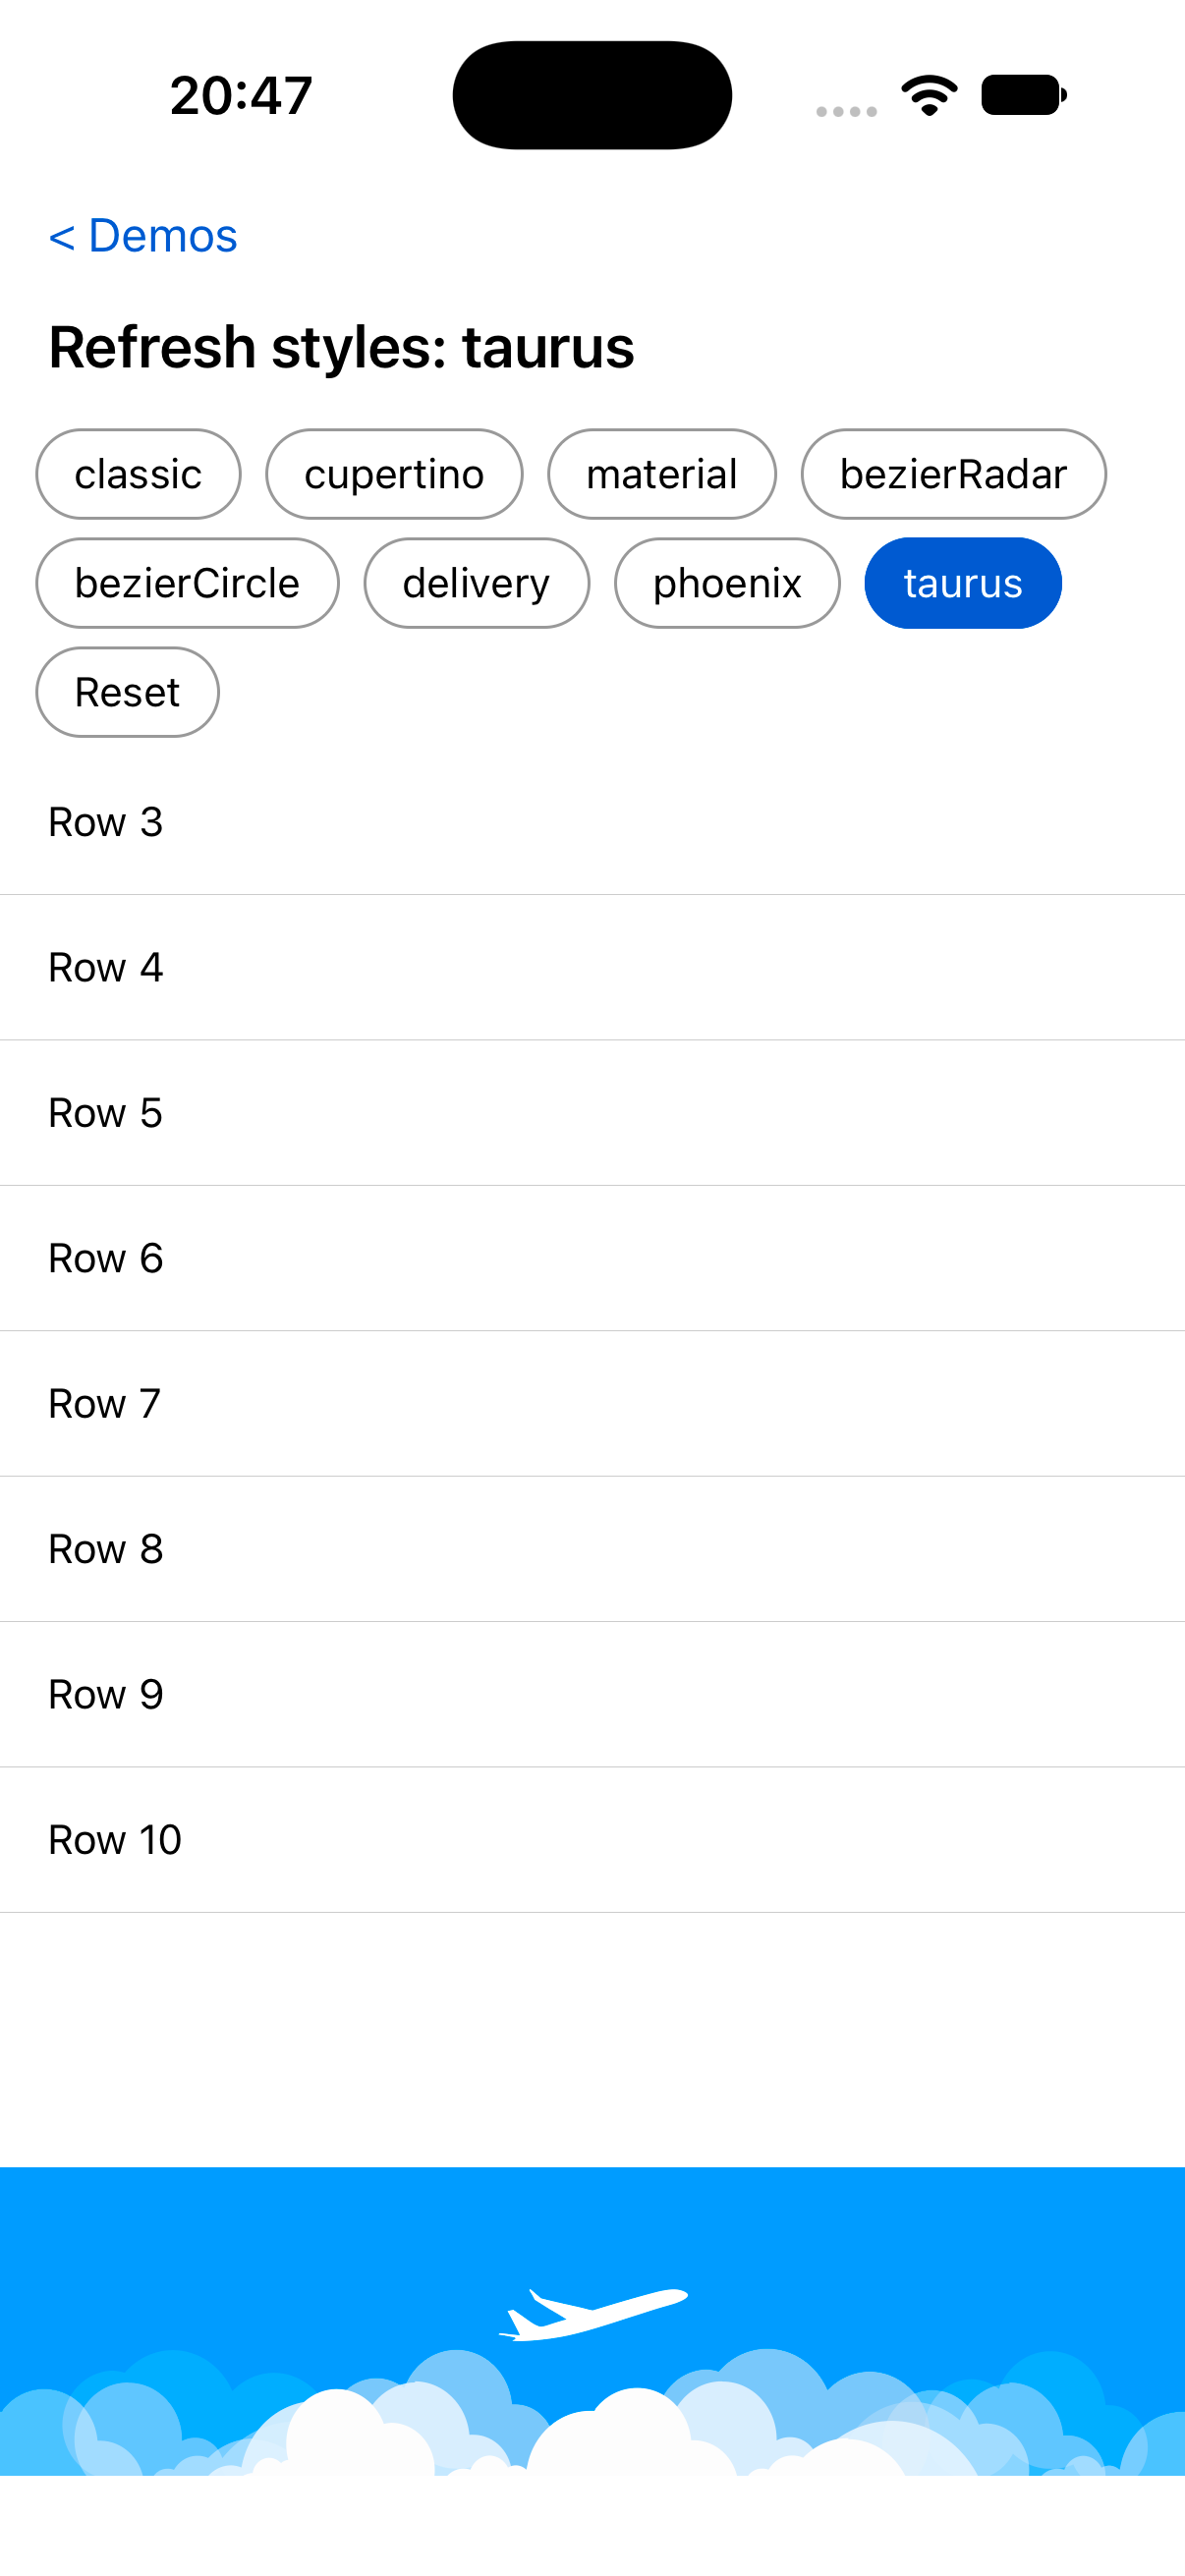 20:47
< Demos
Refresh styles: taurus
classic cupertino material bezierRadar
bezierCircle delivery phoenix taurus
Reset
Row 3
Row 4
Row 5
Row 6
Row 7
Row 8
Row 9
Row 10